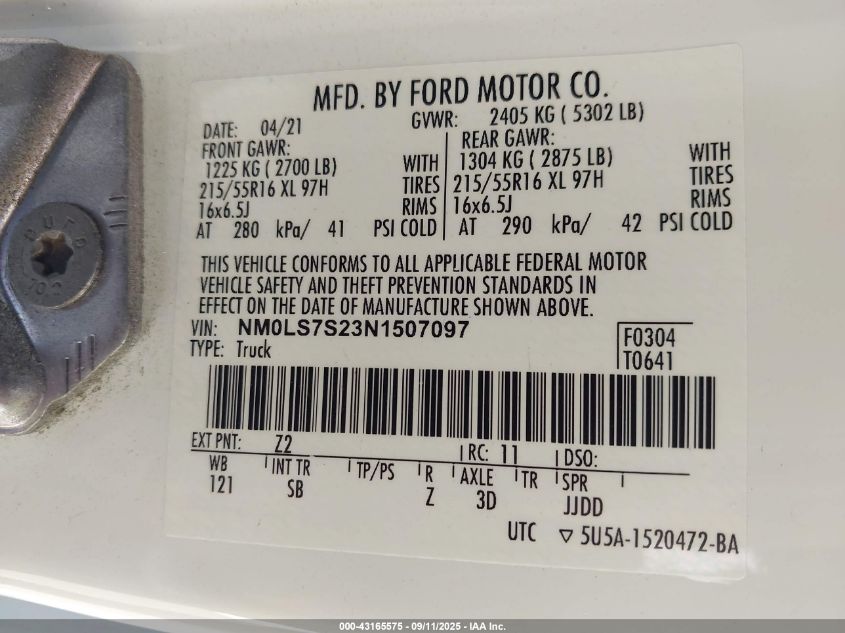 MFD. BY FORD MOTOR CO.
DATE: 04/21 GVWR: 2405 KG ( 5302 LB)
FRONT GAWR: REAR GAWR:
1225 KG ( 2700 LB) WITH 1304 KG ( 2875 LB) WITH
215/55R16 XL 97H TIRES 215/55R16 XL 97H TIRES
16x6.5J RIMS 16x6.5J RIMS
AT 280 kPa/ 41 PSI COLD AT 290 kPa/ 42 PSI COLD
THIS VEHICLE CONFORMS TO ALL APPLICABLE FEDERAL MOTOR
VEHICLE SAFETY AND THEFT PREVENTION STANDARDS IN
EFFECT ON THE DATE OF MANUFACTURE SHOWN ABOVE.
VIN: NM0LS7S23N1507097
TYPE: Truck
F0304
T0641
EXT PNT: Z2 RC: 11 DSO:
WB INT TR TP/PS R AXLE TR SPR
121 SB Z 3D JJDD
UTC ▽ 5U5A-1520472-BA
000-43165575 - 09/11/2025 - IAA Inc.